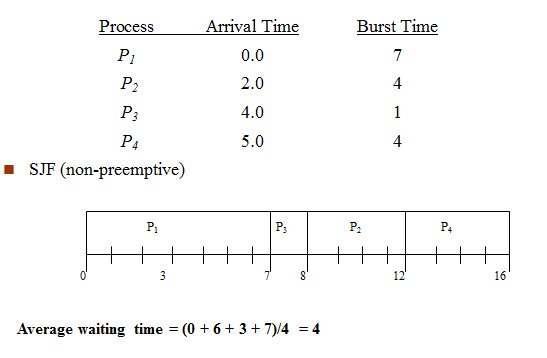 Process Arrival Time Burst Time
P1 0.0 7
P2 2.0 4
P3 4.0 1
P4 5.0 4
SJF (non-preemptive)
P1 P3 P2 P4
0 3 7 8 12 16
Average waiting time = (0 + 6 + 3 + 7)/4 = 4